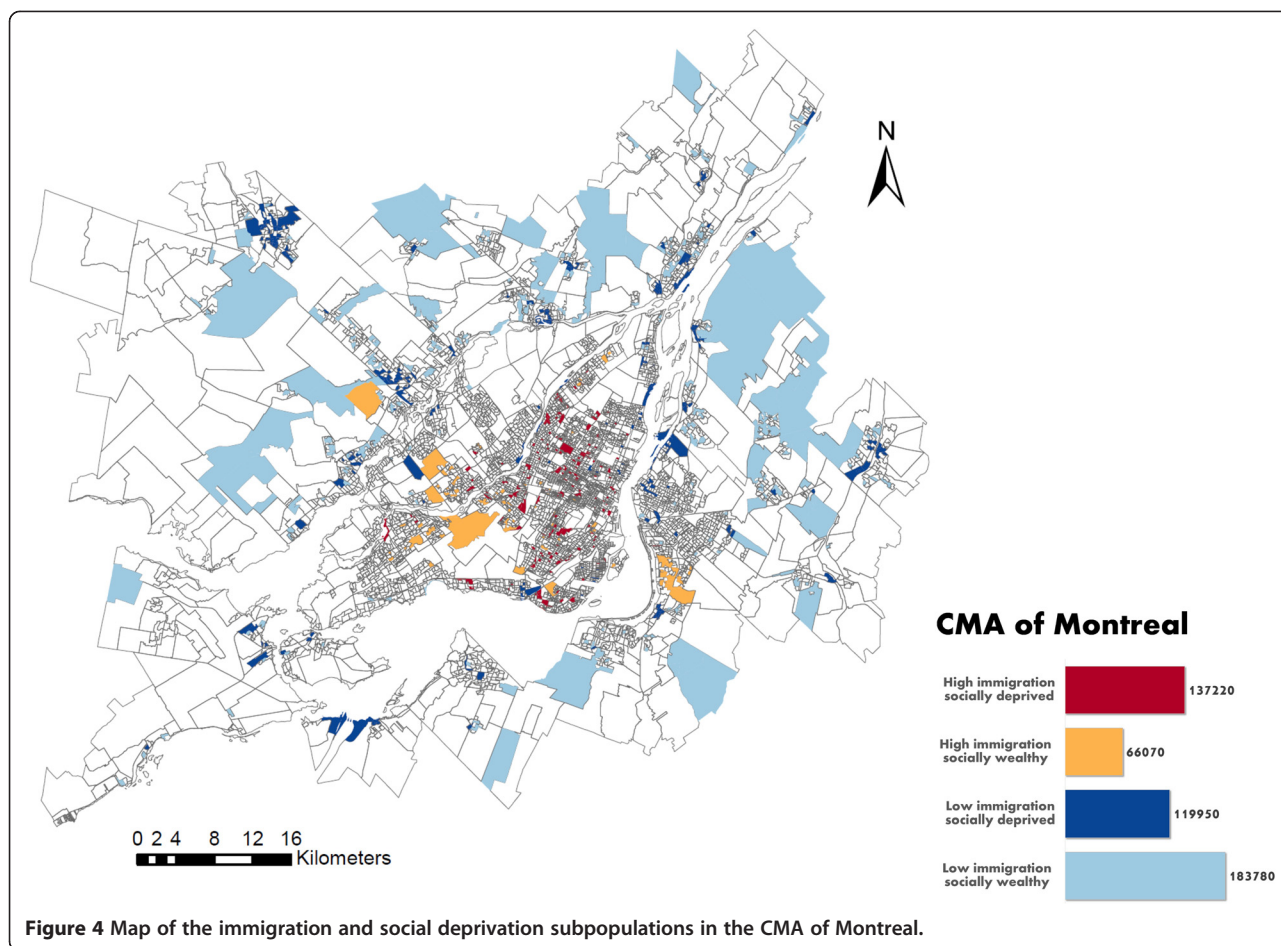 N
CMA of Montreal
High immigration
socially deprived
137220
High immigration
socially wealthy
66070
Low immigration
socially deprived
119950
Low immigration
socially wealthy
183780
0 2 4 8 12 16
Kilometers
Figure 4 Map of the immigration and social deprivation subpopulations in the CMA of Montreal.